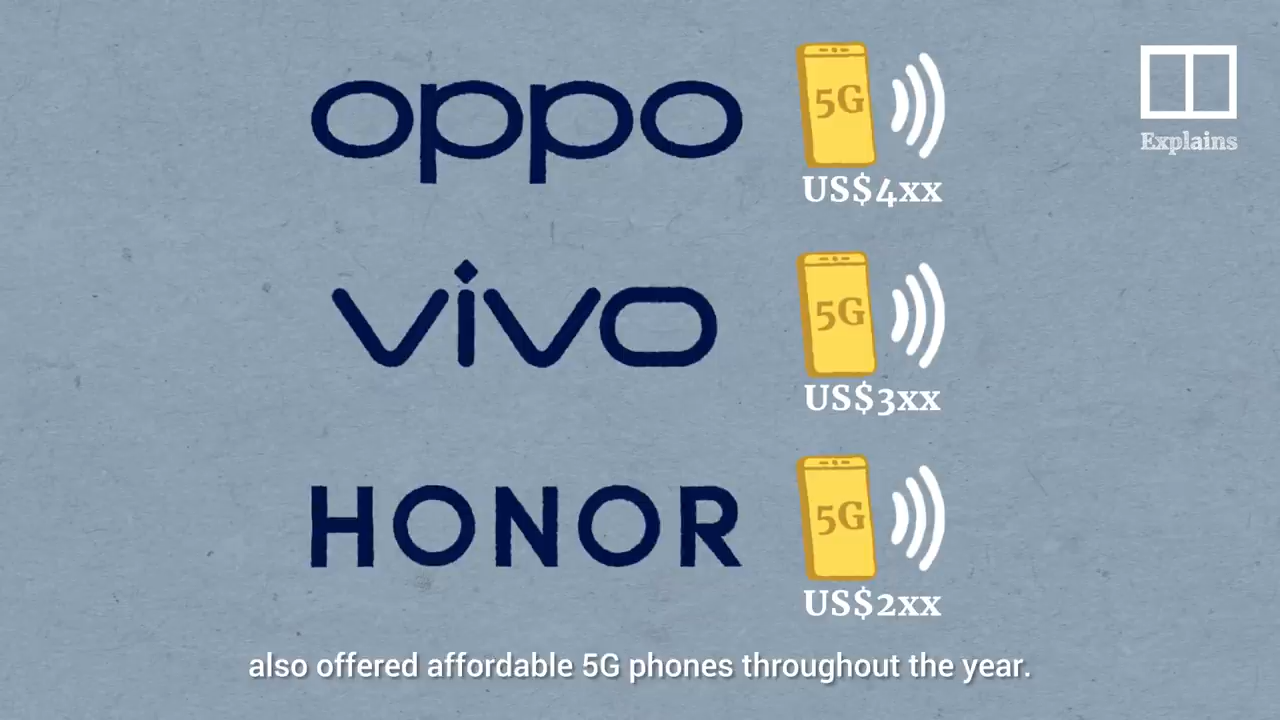 oppo
5G
US$4xx
Explains
vivo
5G
US$3xx
HONOR
5G
US$2xx
also offered affordable 5G phones throughout the year.